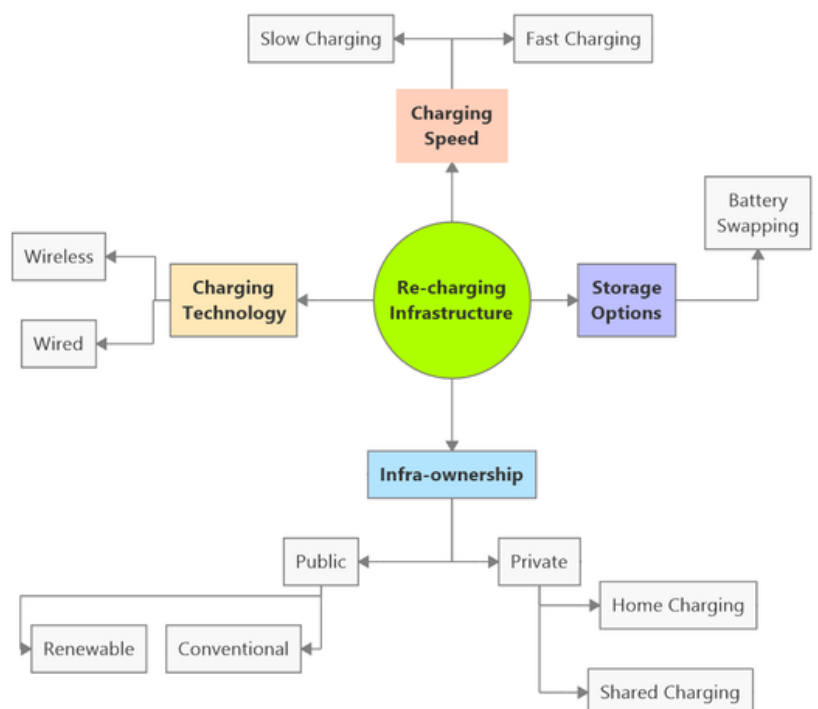 Slow Charging
Fast Charging
Charging
Speed
Battery
Swapping
Wireless
Charging
Technology
Re-charging
Infrastructure
Storage
Options
Wired
Infra-ownership
Public
Private
Home Charging
Renewable
Conventional
Shared Charging